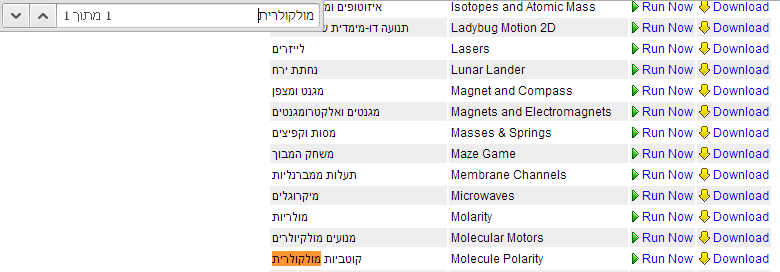 מולקולרית 1 מתוך 1
איזוטופים Isotopes and Atomic Mass Run Now Download
תנועה דו-מימדית Ladybug Motion 2D Run Now Download
לייזרים Lasers Run Now Download
נחתת ירח Lunar Lander Run Now Download
מגנט ומצפן Magnet and Compass Run Now Download
מגנטים ואלקטרומגנטים Magnets and Electromagnets Run Now Download
מסות וקפיצים Masses & Springs Run Now Download
משחק המבוך Maze Game Run Now Download
תעלות ממברנליות Membrane Channels Run Now Download
מיקרוגלים Microwaves Run Now Download
מולריות Molarity Run Now Download
מנועים מולקיולרים Molecular Motors Run Now Download
קוטביות מולקולרית Molecule Polarity Run Now Download